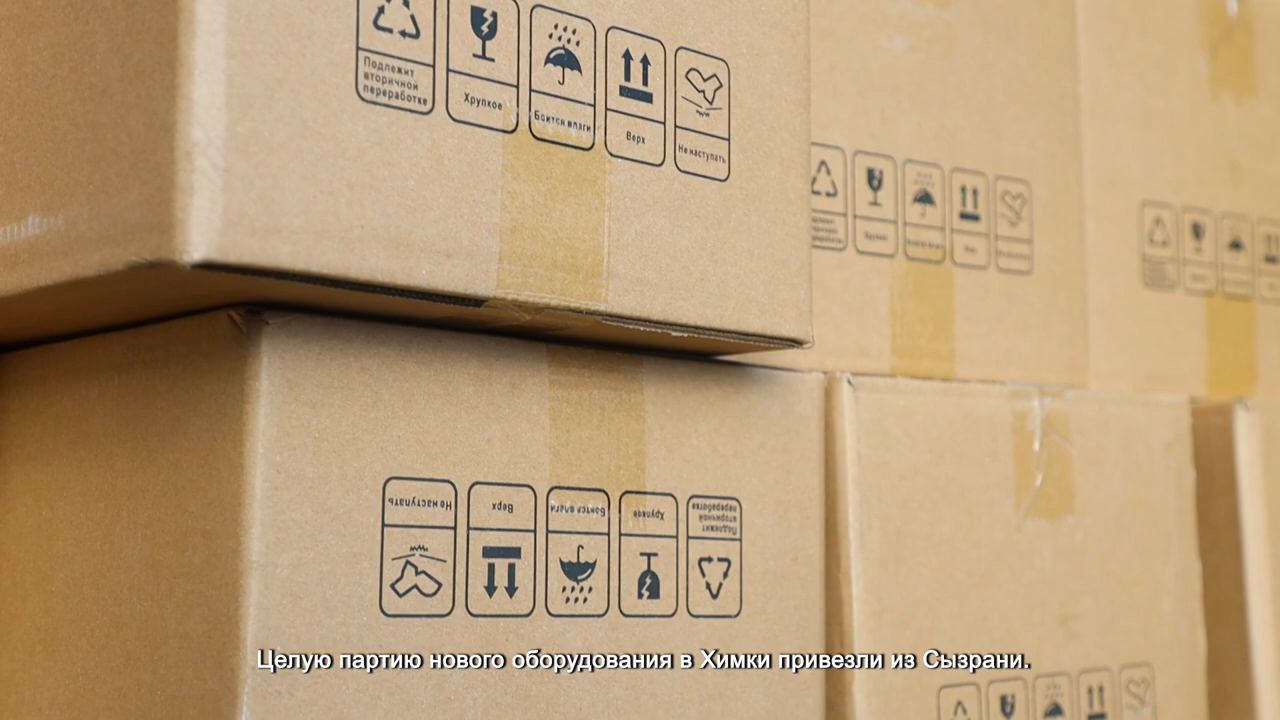 Подлежит
вторичной
переработке
Хрупкое
Боится влаги
Верх
Не наступать
Не наступать
Верх
Боится влаги
Хрупкое
Подлежит
вторичной
переработке
Целую партию нового оборудования в Химки привезли из Сызрани.